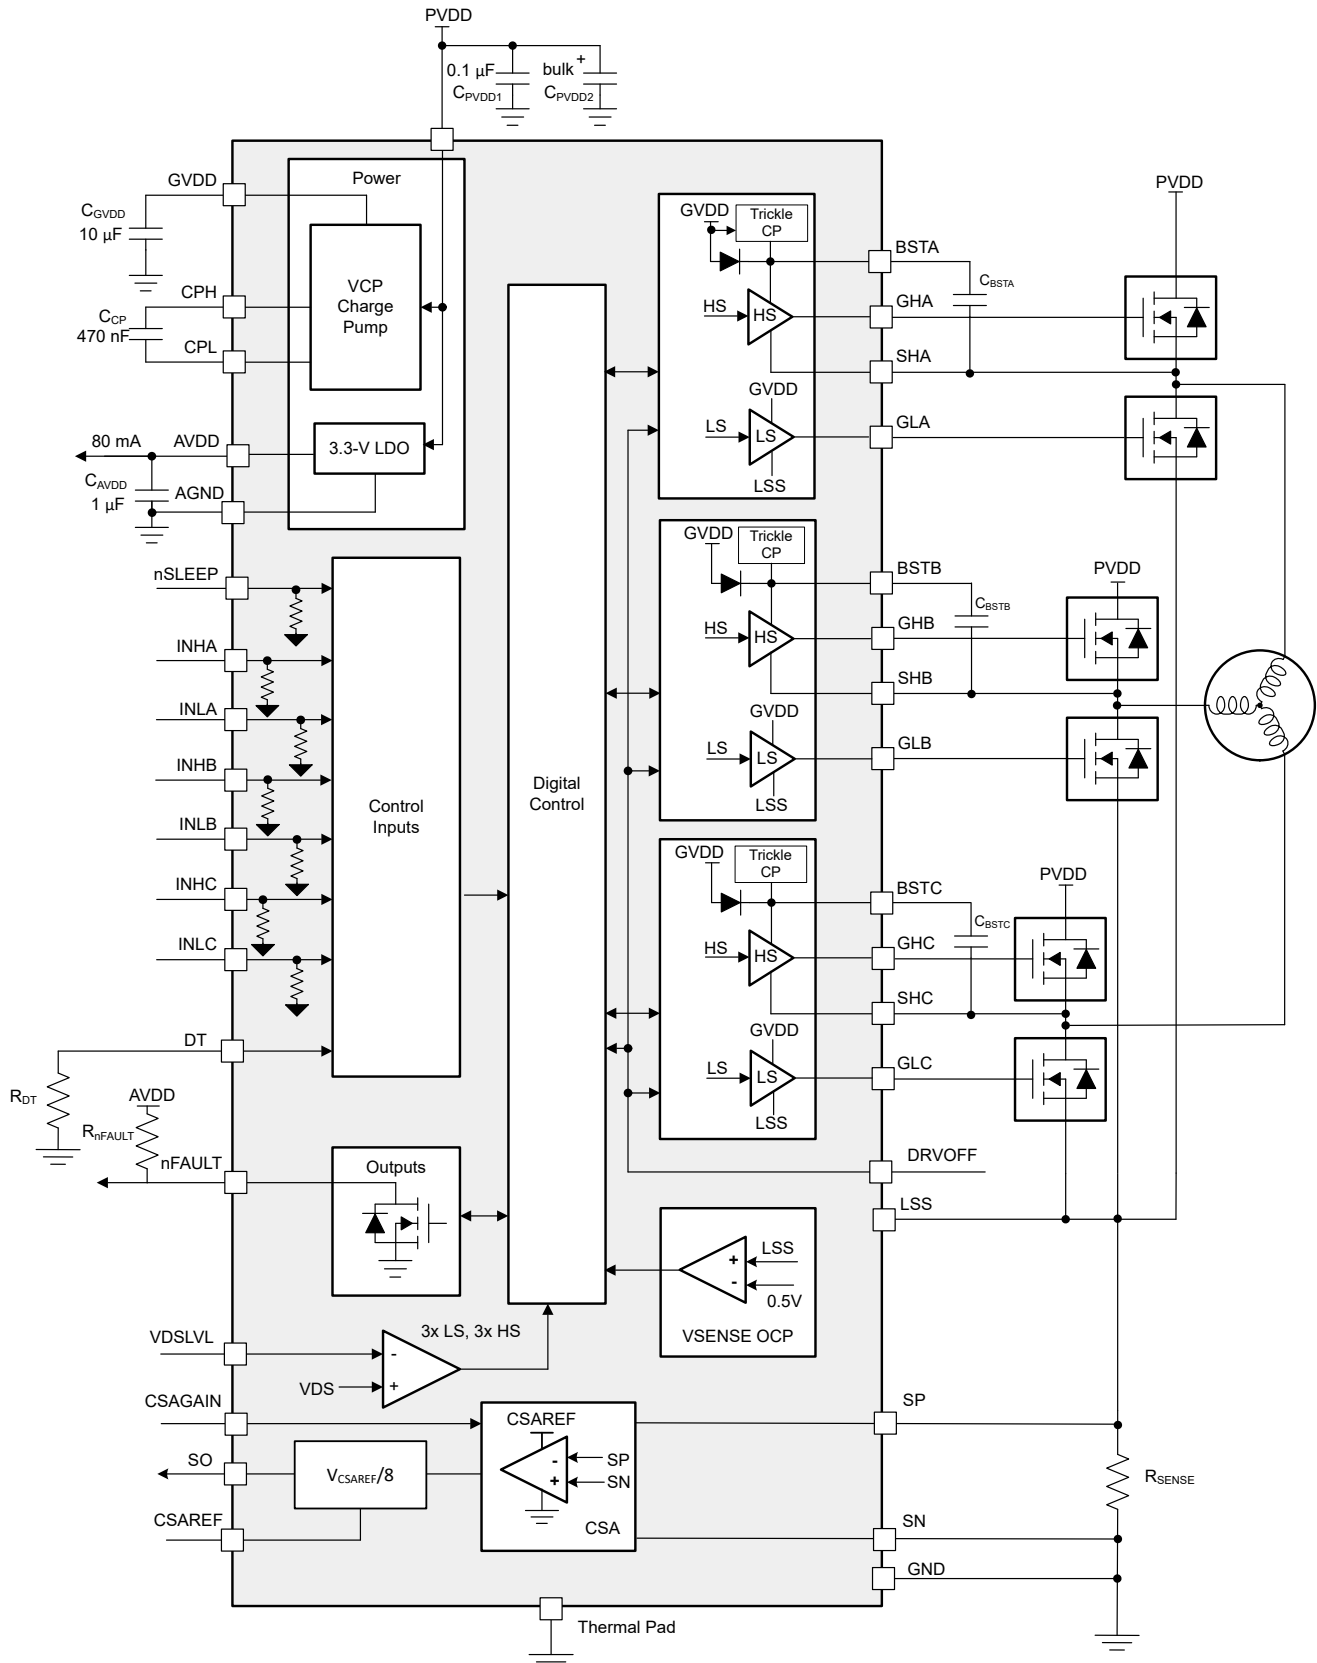 PVDD
0.1 µF
CPVDD1
bulk
+
CPVDD2
Power
GVDD
CGVDD
10 µF
VCP
Charge
Pump
CPH
CCP
470 nF
CPL
80 mA
AVDD
3.3-V LDO
CAVDD
1 µF
AGND
nSLEEP
INHA
INLA
INHB
INLB
INHC
INLC
DT
Control
Inputs
RDT
AVDD
RnFAULT
nFAULT
Outputs
Digital
Control
GVDD
Trickle
CP
HS
HS
GVDD
LS
LS
LSS
BSTA
CBSTA
GHA
SHA
GLA
PVDD
GVDD
Trickle
CP
HS
HS
GVDD
LS
LS
LSS
BSTB
CBSTB
GHB
SHB
GLB
PVDD
GVDD
Trickle
CP
HS
HS
GVDD
LS
LS
LSS
BSTC
CBSTC
GHC
SHC
GLC
PVDD
DRVOFF
LSS
+
LSS
-
0.5V
VSENSE OCP
VDSLVL
-
VDS
+
3x LS, 3x HS
CSAGAIN
SO
VCSAREF/8
CSAREF
CSAREF
-
SP
+
SN
CSA
SP
RSENSE
SN
GND
Thermal Pad